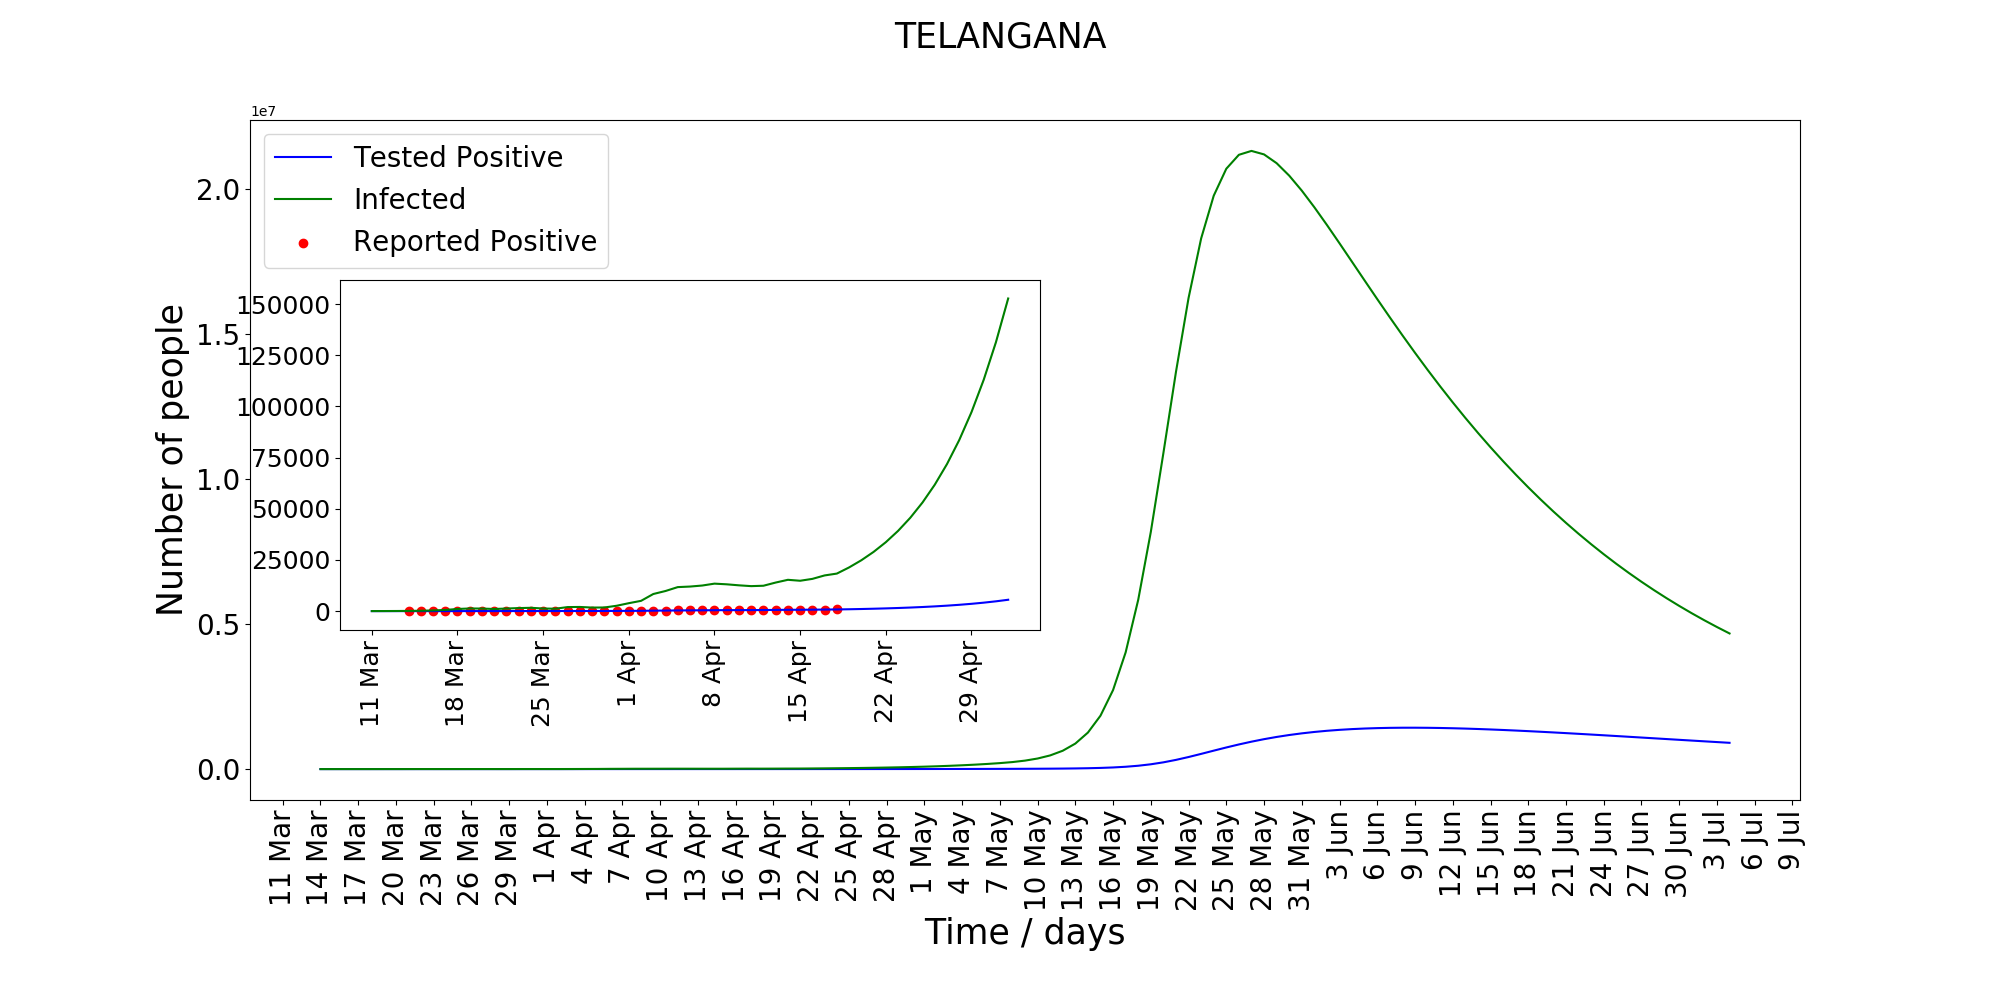 TELANGANA
1e7
Tested Positive
Infected
Reported Positive
2.0
1.5
1.0
0.5
0.0
Number of people
150000
125000
100000
75000
50000
25000
0
11 Mar
18 Mar
25 Mar
1 Apr
8 Apr
15 Apr
22 Apr
29 Apr
11 Mar
14 Mar
17 Mar
20 Mar
23 Mar
26 Mar
29 Mar
1 Apr
4 Apr
7 Apr
10 Apr
13 Apr
16 Apr
19 Apr
22 Apr
25 Apr
28 Apr
1 May
4 May
7 May
10 May
13 May
16 May
19 May
22 May
25 May
28 May
31 May
3 Jun
6 Jun
9 Jun
12 Jun
15 Jun
18 Jun
21 Jun
24 Jun
27 Jun
30 Jun
3 Jul
6 Jul
9 Jul
Time / days